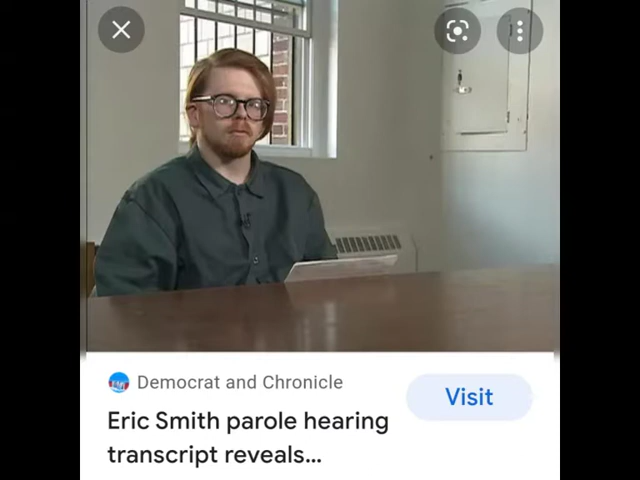 Democrat and Chronicle
Visit
Eric Smith parole hearing
transcript reveals...